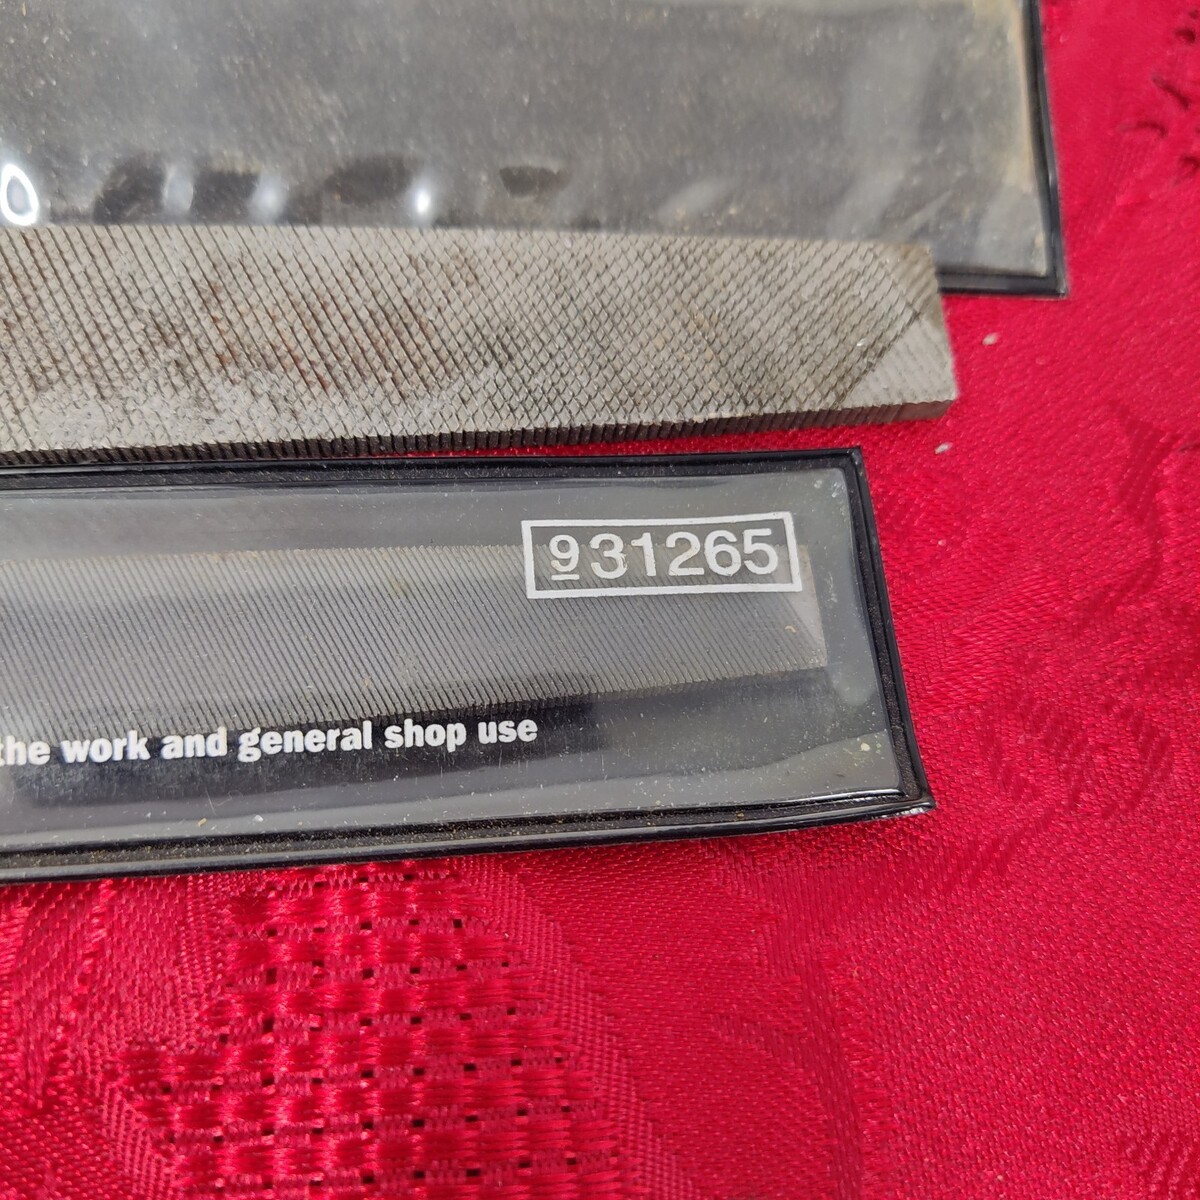 931265
the work and general shop use